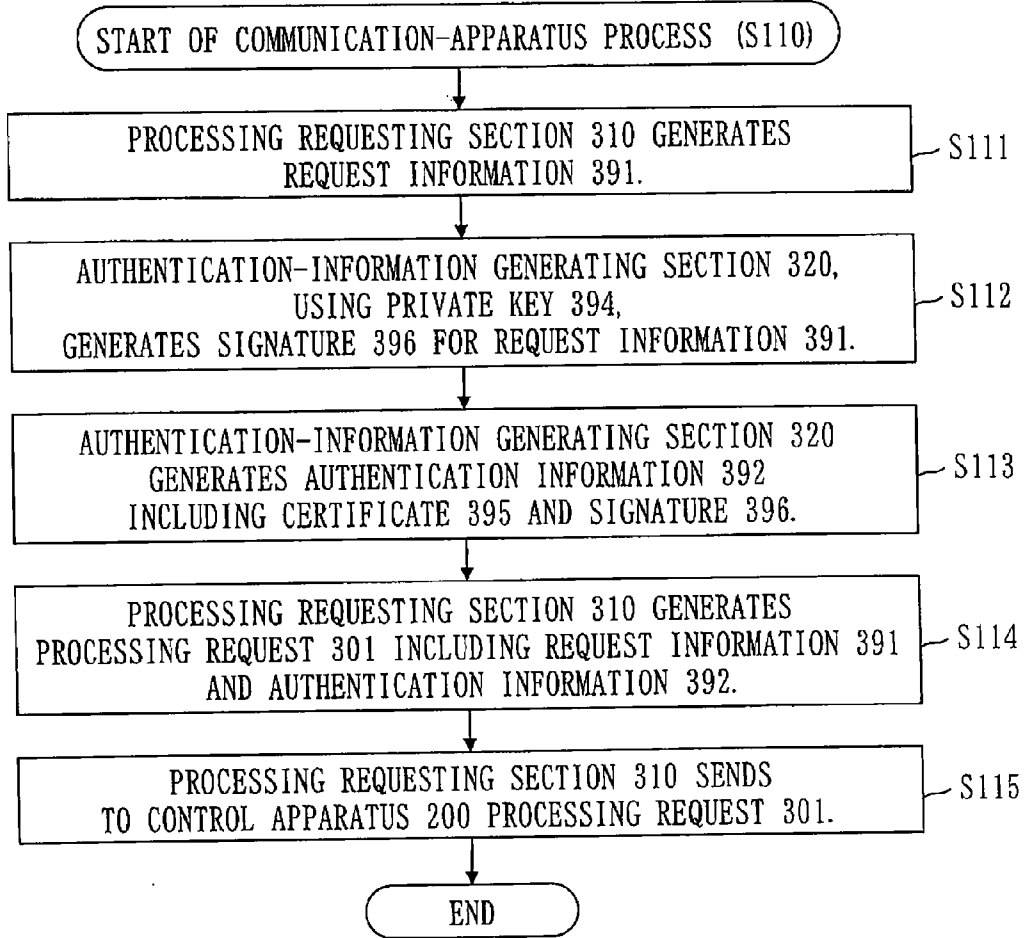 START OF COMMUNICATION-APPARATUS PROCESS (S110)
PROCESSING REQUESTING SECTION 310 GENERATES
REQUEST INFORMATION 391.
S111
AUTHENTICATION-INFORMATION GENERATING SECTION 320,
USING PRIVATE KEY 394,
GENERATES SIGNATURE 396 FOR REQUEST INFORMATION 391.
S112
AUTHENTICATION-INFORMATION GENERATING SECTION 320
GENERATES AUTHENTICATION INFORMATION 392
INCLUDING CERTIFICATE 395 AND SIGNATURE 396.
S113
PROCESSING REQUESTING SECTION 310 GENERATES
PROCESSING REQUEST 301 INCLUDING REQUEST INFORMATION 391
AND AUTHENTICATION INFORMATION 392.
S114
PROCESSING REQUESTING SECTION 310 SENDS
TO CONTROL APPARATUS 200 PROCESSING REQUEST 301.
S115
END